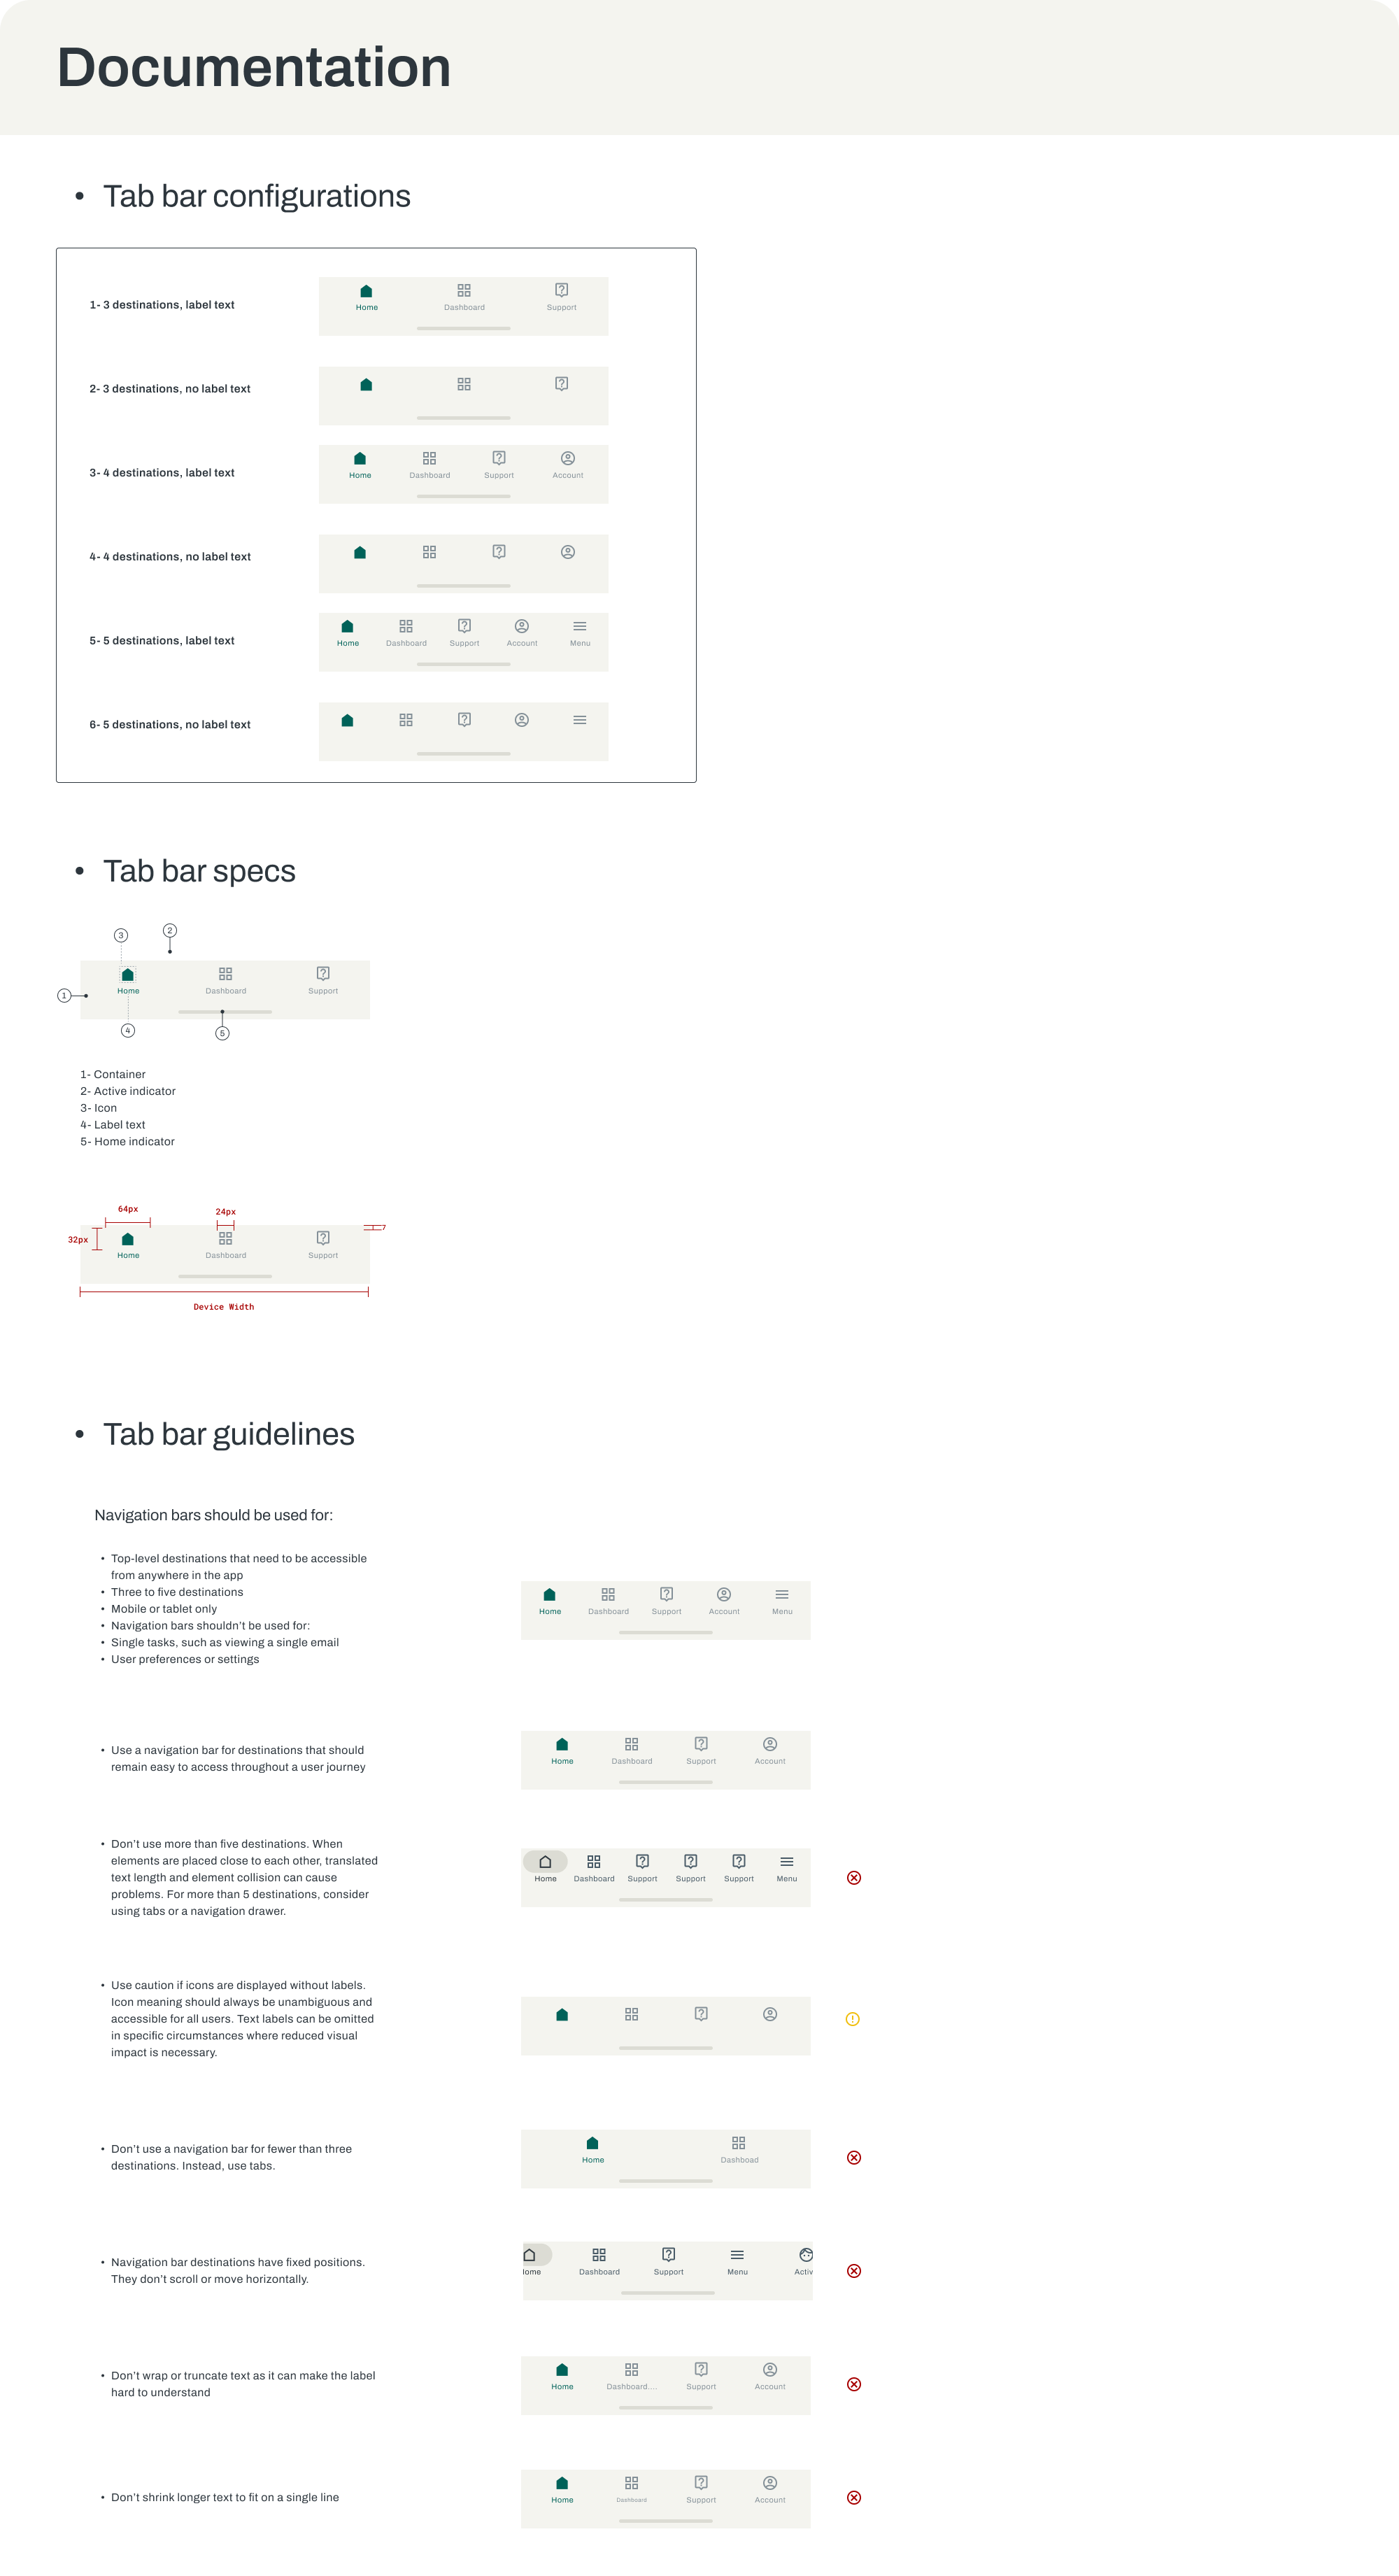 Documentation
• Tab bar configurations
1- 3 destinations, label text
Home Dashboard Support
2- 3 destinations, no label text
3- 4 destinations, label text
Home Dashboard Support Account
4- 4 destinations, no label text
5- 5 destinations, label text
Home Dashboard Support Account Menu
6- 5 destinations, no label text
• Tab bar specs
3 2
Home Dashboard Support
1
4 5
1- Container
2- Active indicator
3- Icon
4- Label text
5- Home indicator
64px 24px
32px
Home Dashboard Support
Device Width
• Tab bar guidelines
Navigation bars should be used for:
• Top-level destinations that need to be accessible
from anywhere in the app
• Three to five destinations
• Mobile or tablet only
• Navigation bars shouldn’t be used for:
• Single tasks, such as viewing a single email
• User preferences or settings
Home Dashboard Support Account Menu
• Use a navigation bar for destinations that should
remain easy to access throughout a user journey
Home Dashboard Support Account
• Don’t use more than five destinations. When
elements are placed close to each other, translated
text length and element collision can cause
problems. For more than 5 destinations, consider
using tabs or a navigation drawer.
Home Dashboard Support Support Support Menu
• Use caution if icons are displayed without labels.
Icon meaning should always be unambiguous and
accessible for all users. Text labels can be omitted
in specific circumstances where reduced visual
impact is necessary.
• Don’t use a navigation bar for fewer than three
destinations. Instead, use tabs.
Home Dashboad
• Navigation bar destinations have fixed positions.
They don’t scroll or move horizontally.
ome Dashboard Support Menu Activ
• Don’t wrap or truncate text as it can make the label
hard to understand
Home Dashboard.... Support Account
• Don’t shrink longer text to fit on a single line
Home Dashboard Support Account